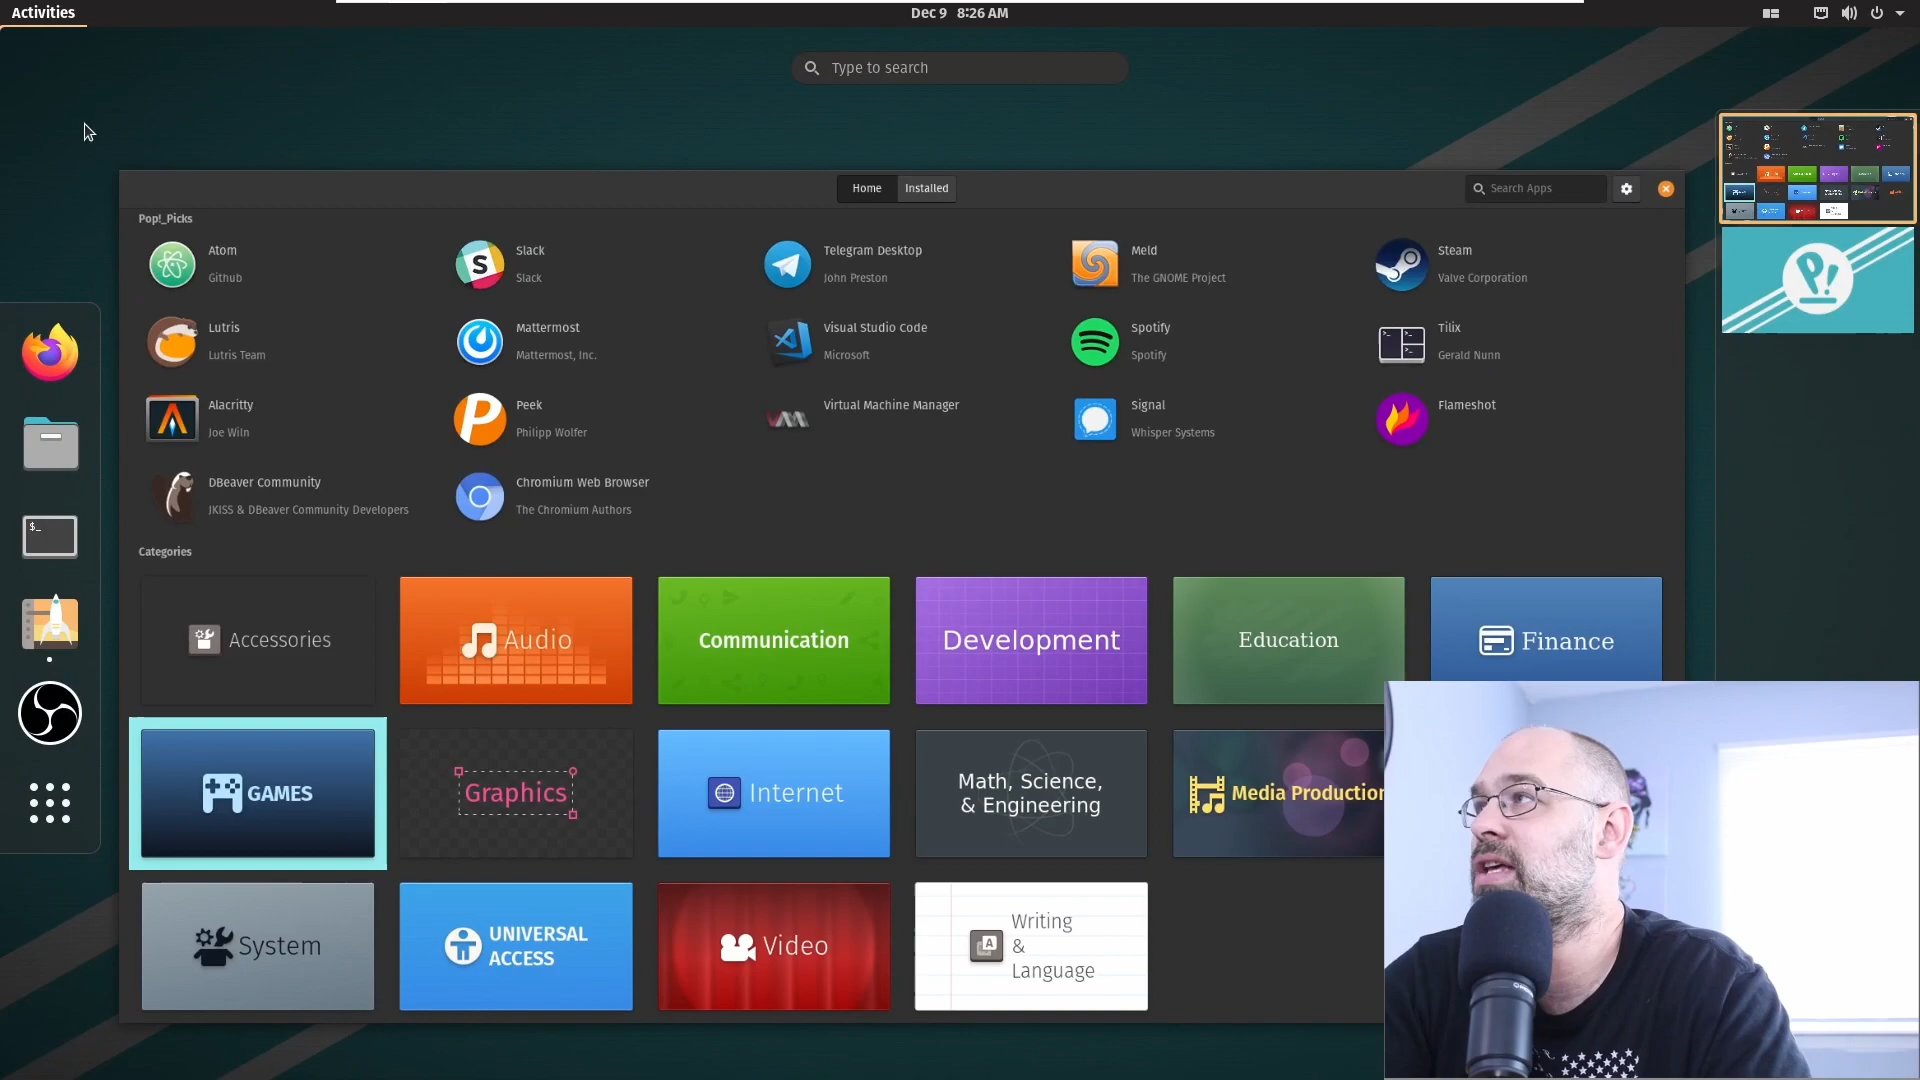 Activities
Dec 9 8:26 AM
Type to search
Home
Installed
Search Apps
Pop!_Picks
Atom
Github
Slack
Slack
Telegram Desktop
John Preston
Meld
The GNOME Project
Steam
Valve Corporation
Lutris
Lutris Team
Mattermost
Mattermost, Inc.
Visual Studio Code
Microsoft
Spotify
Spotify
Tilix
Gerald Nunn
Alacritty
Joe Wiln
Peek
Philipp Wolfer
Virtual Machine Manager
Signal
Whisper Systems
Flameshot
DBeaver Community
JKISS & DBeaver Community Developers
Chromium Web Browser
The Chromium Authors
Categories
Accessories
Audio
Communication
Development
Education
Finance
GAMES
Graphics
Internet
Math, Science,
& Engineering
Media Production
System
UNIVERSAL
ACCESS
Video
Writing
&
Language
S
P
P!
$_
A